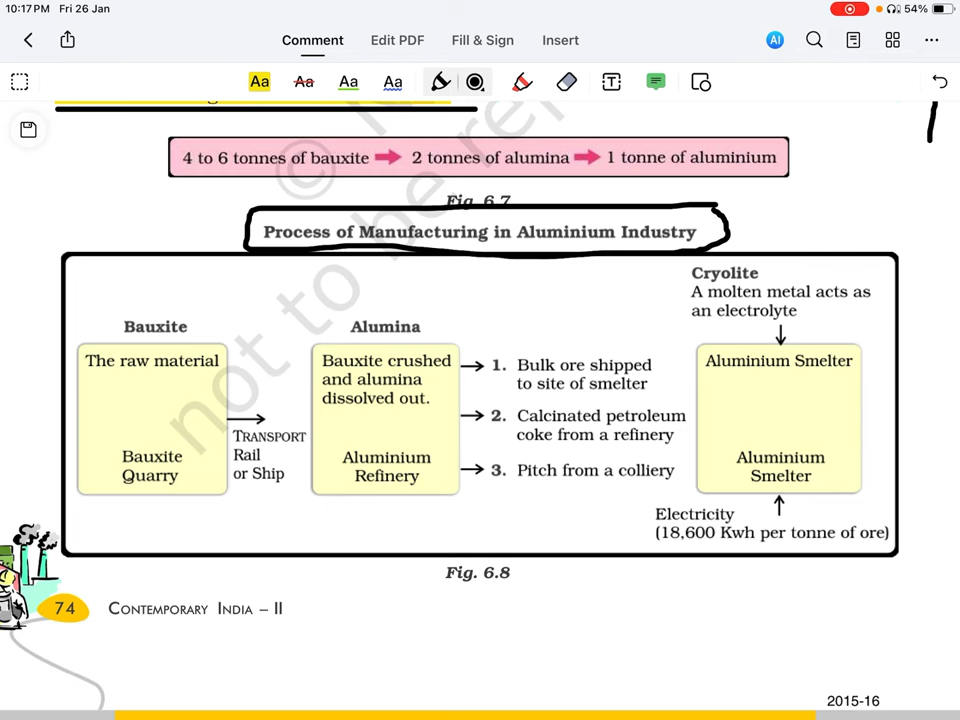 10:17 PM Fri 26 Jan
54%
Comment Edit PDF Fill & Sign Insert
AI
Aa Aa Aa Aa T
4 to 6 tonnes of bauxite → 2 tonnes of alumina → 1 tonne of aluminium
Fig. 6.7
Process of Manufacturing in Aluminium Industry
Cryolite
A molten metal acts as
an electrolyte
Bauxite
The raw material
Bauxite
Quarry
TRANSPORT
Rail
or Ship
Alumina
Bauxite crushed
and alumina
dissolved out.
Aluminium
Refinery
1. Bulk ore shipped
to site of smelter
2. Calcinated petroleum
coke from a refinery
3. Pitch from a colliery
Aluminium Smelter
Aluminium
Smelter
Electricity
(18,600 Kwh per tonne of ore)
Fig. 6.8
74 CONTEMPORARY INDIA – II
2015-16
not to be re